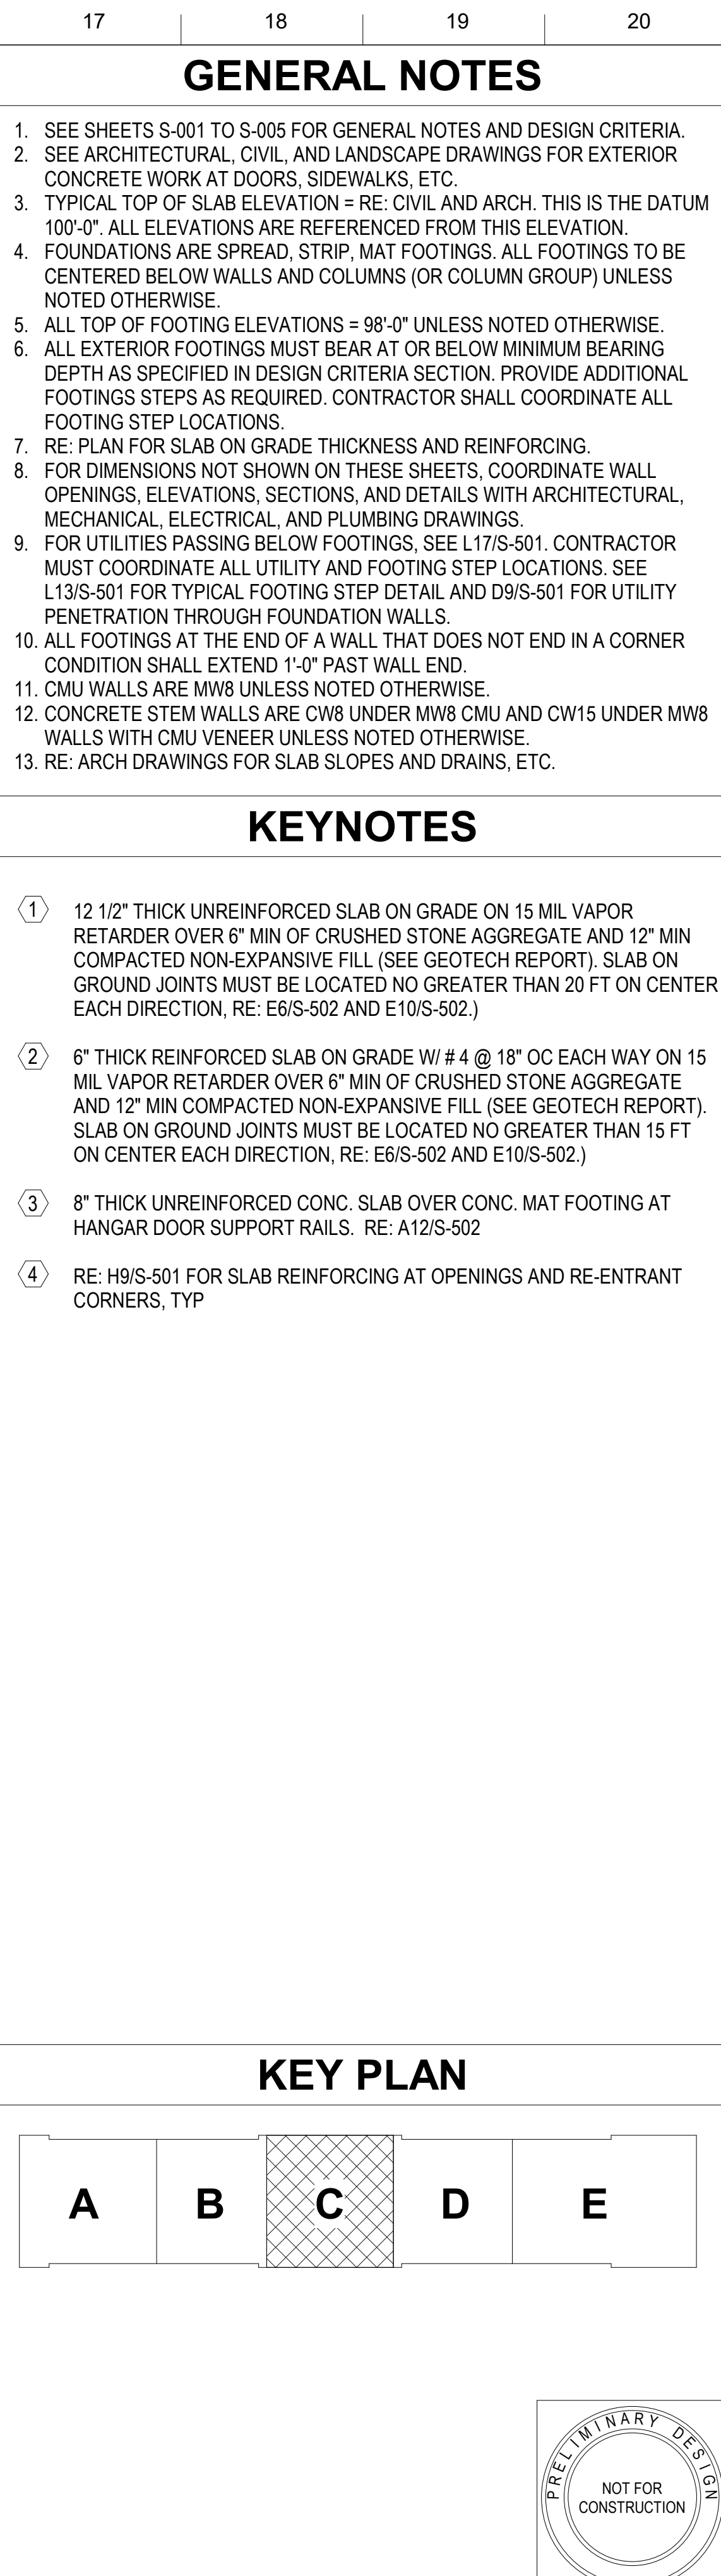 17 18 19 20
GENERAL NOTES
1. SEE SHEETS S-001 TO S-005 FOR GENERAL NOTES AND DESIGN CRITERIA.
2. SEE ARCHITECTURAL, CIVIL, AND LANDSCAPE DRAWINGS FOR EXTERIOR
CONCRETE WORK AT DOORS, SIDEWALKS, ETC.
3. TYPICAL TOP OF SLAB ELEVATION = RE: CIVIL AND ARCH. THIS IS THE DATUM
100'-0". ALL ELEVATIONS ARE REFERENCED FROM THIS ELEVATION.
4. FOUNDATIONS ARE SPREAD, STRIP, MAT FOOTINGS. ALL FOOTINGS TO BE
CENTERED BELOW WALLS AND COLUMNS (OR COLUMN GROUP) UNLESS
NOTED OTHERWISE.
5. ALL TOP OF FOOTING ELEVATIONS = 98'-0" UNLESS NOTED OTHERWISE.
6. ALL EXTERIOR FOOTINGS MUST BEAR AT OR BELOW MINIMUM BEARING
DEPTH AS SPECIFIED IN DESIGN CRITERIA SECTION. PROVIDE ADDITIONAL
FOOTINGS STEPS AS REQUIRED. CONTRACTOR SHALL COORDINATE ALL
FOOTING STEP LOCATIONS.
7. RE: PLAN FOR SLAB ON GRADE THICKNESS AND REINFORCING.
8. FOR DIMENSIONS NOT SHOWN ON THESE SHEETS, COORDINATE WALL
OPENINGS, ELEVATIONS, SECTIONS, AND DETAILS WITH ARCHITECTURAL,
MECHANICAL, ELECTRICAL, AND PLUMBING DRAWINGS.
9. FOR UTILITIES PASSING BELOW FOOTINGS, SEE L17/S-501. CONTRACTOR
MUST COORDINATE ALL UTILITY AND FOOTING STEP LOCATIONS. SEE
L13/S-501 FOR TYPICAL FOOTING STEP DETAIL AND D9/S-501 FOR UTILITY
PENETRATION THROUGH FOUNDATION WALLS.
10. ALL FOOTINGS AT THE END OF A WALL THAT DOES NOT END IN A CORNER
CONDITION SHALL EXTEND 1'-0" PAST WALL END.
11. CMU WALLS ARE MW8 UNLESS NOTED OTHERWISE.
12. CONCRETE STEM WALLS ARE CW8 UNDER MW8 CMU AND CW15 UNDER MW8
WALLS WITH CMU VENEER UNLESS NOTED OTHERWISE.
13. RE: ARCH DRAWINGS FOR SLAB SLOPES AND DRAINS, ETC.
KEYNOTES
1 12 1/2" THICK UNREINFORCED SLAB ON GRADE ON 15 MIL VAPOR
RETARDER OVER 6" MIN OF CRUSHED STONE AGGREGATE AND 12" MIN
COMPACTED NON-EXPANSIVE FILL (SEE GEOTECH REPORT). SLAB ON
GROUND JOINTS MUST BE LOCATED NO GREATER THAN 20 FT ON CENTER
EACH DIRECTION, RE: E6/S-502 AND E10/S-502.)
2 6" THICK REINFORCED SLAB ON GRADE W/ # 4 @ 18" OC EACH WAY ON 15
MIL VAPOR RETARDER OVER 6" MIN OF CRUSHED STONE AGGREGATE
AND 12" MIN COMPACTED NON-EXPANSIVE FILL (SEE GEOTECH REPORT).
SLAB ON GROUND JOINTS MUST BE LOCATED NO GREATER THAN 15 FT
ON CENTER EACH DIRECTION, RE: E6/S-502 AND E10/S-502.)
3 8" THICK UNREINFORCED CONC. SLAB OVER CONC. MAT FOOTING AT
HANGAR DOOR SUPPORT RAILS. RE: A12/S-502
4 RE: H9/S-501 FOR SLAB REINFORCING AT OPENINGS AND RE-ENTRANT
CORNERS, TYP
KEY PLAN
A B C D E
PRELIMINARY DESIGN
NOT FOR
CONSTRUCTION